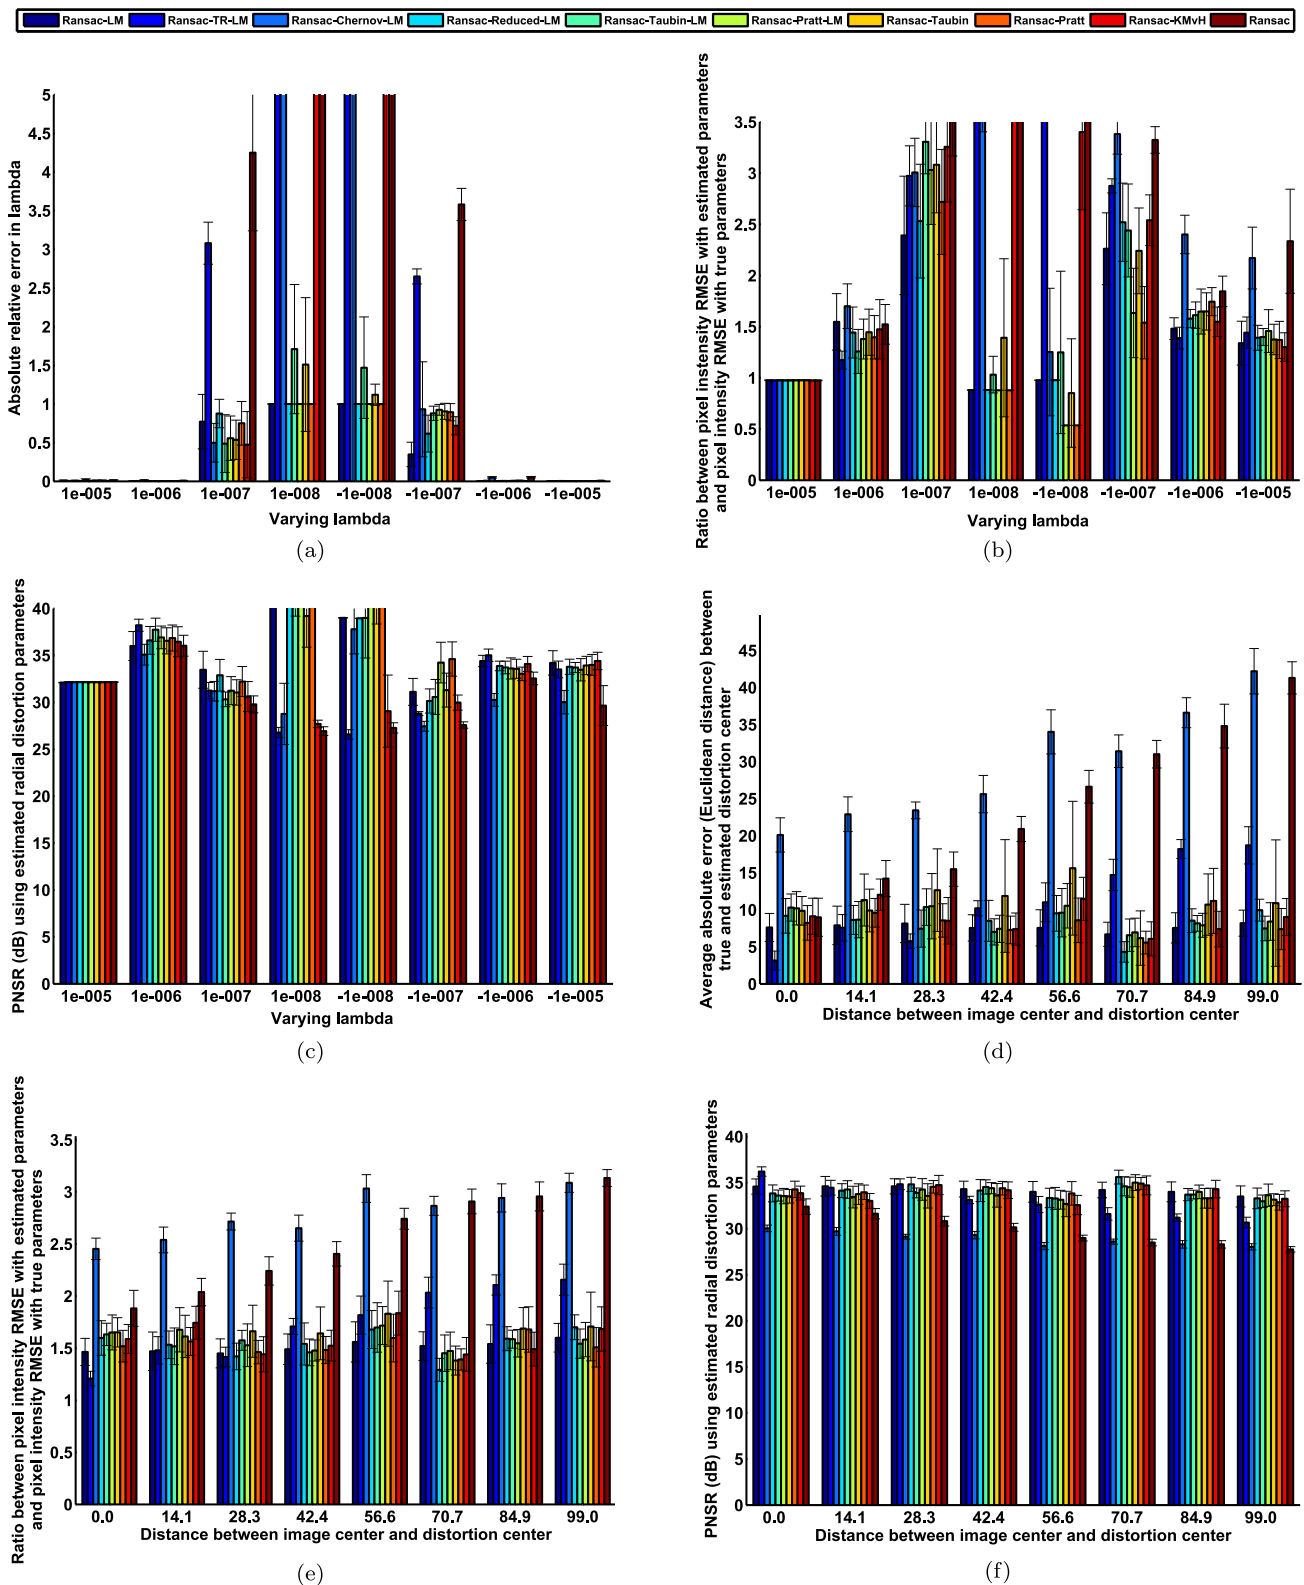 Ransac-LM Ransac-TR-LM Ransac-Chernov-LM Ransac-Reduced-LM Ransac-Taubin-LM Ransac-Pratt-LM Ransac-Taubin Ransac-Pratt Ransac-KMvH Ransac
Absolute relative error in lambda
5
4.5
4
3.5
3
2.5
2
1.5
1
0.5
0
1e-005 1e-006 1e-007 1e-008 -1e-008 -1e-007 -1e-006 -1e-005
Varying lambda
(a)
Ratio between pixel instensity RMSE with estimated parameters
and pixel intensity RMSE with true parameters
3.5
3
2.5
2
1.5
1
0.5
0
1e-005 1e-006 1e-007 1e-008 -1e-008 -1e-007 -1e-006 -1e-005
Varying lambda
(b)
PNSR (dB) using estimated radial distortion parameters
40
35
30
25
20
15
10
5
0
1e-005 1e-006 1e-007 1e-008 -1e-008 -1e-007 -1e-006 -1e-005
Varying lambda
(c)
Average absolute error (Euclidean distance) between
true and estimated distortion center
45
40
35
30
25
20
15
10
5
0
0.0 14.1 28.3 42.4 56.6 70.7 84.9 99.0
Distance between image center and distortion center
(d)
Ratio between pixel intensity RMSE with estimated parameters
and pixel intensity RMSE with true parameters
3.5
3
2.5
2
1.5
1
0.5
0
0.0 14.1 28.3 42.4 56.6 70.7 84.9 99.0
Distance between image center and distortion center
(e)
PNSR (dB) using estimated radial distortion parameters
40
35
30
25
20
15
10
5
0
0.0 14.1 28.3 42.4 56.6 70.7 84.9 99.0
Distance between image center and distortion center
(f)